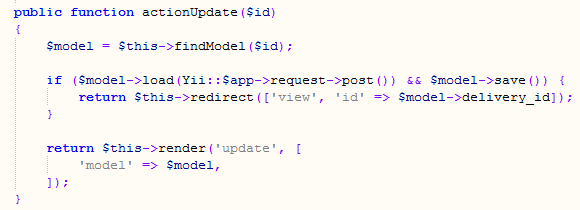 public function actionUpdate($id)
{
$model = $this->findModel($id);
if ($model->load(Yii::$app->request->post()) && $model->save()) {
return $this->redirect(['view', 'id' => $model->delivery_id]);
}
return $this->render('update', [
'model' => $model,
]);
}